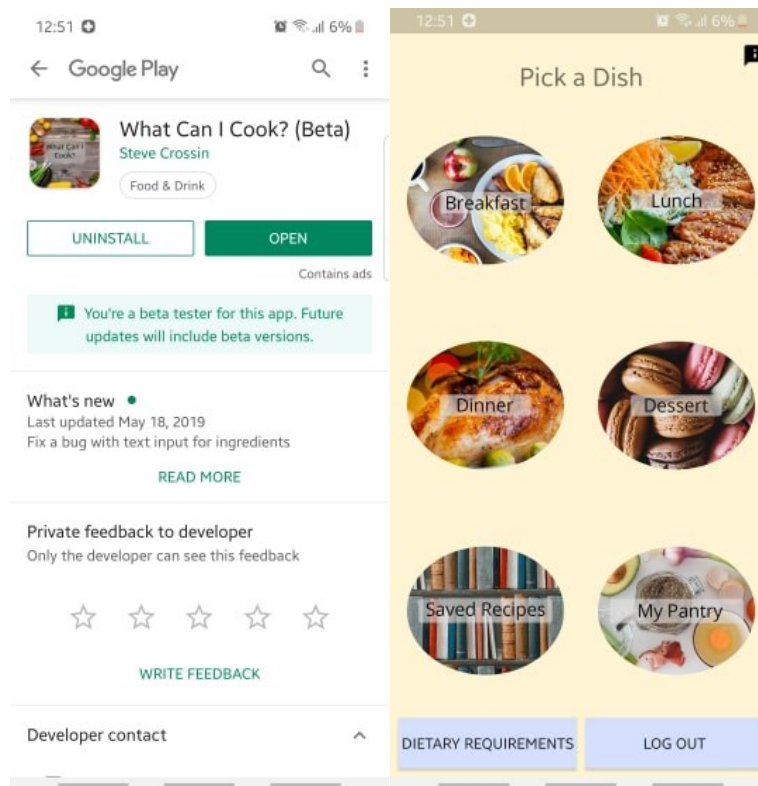 12:51
6%
Google Play
What Can I Cook?
What Can I Cook? (Beta)
Steve Crossin
Food & Drink
UNINSTALL
OPEN
Contains ads
You're a beta tester for this app. Future
updates will include beta versions.
What's new
Last updated May 18, 2019
Fix a bug with text input for ingredients
READ MORE
Private feedback to developer
Only the developer can see this feedback
WRITE FEEDBACK
Developer contact
12:51
6%
Pick a Dish
Breakfast
Lunch
Dinner
Dessert
Saved Recipes
My Pantry
DIETARY REQUIREMENTS
LOG OUT